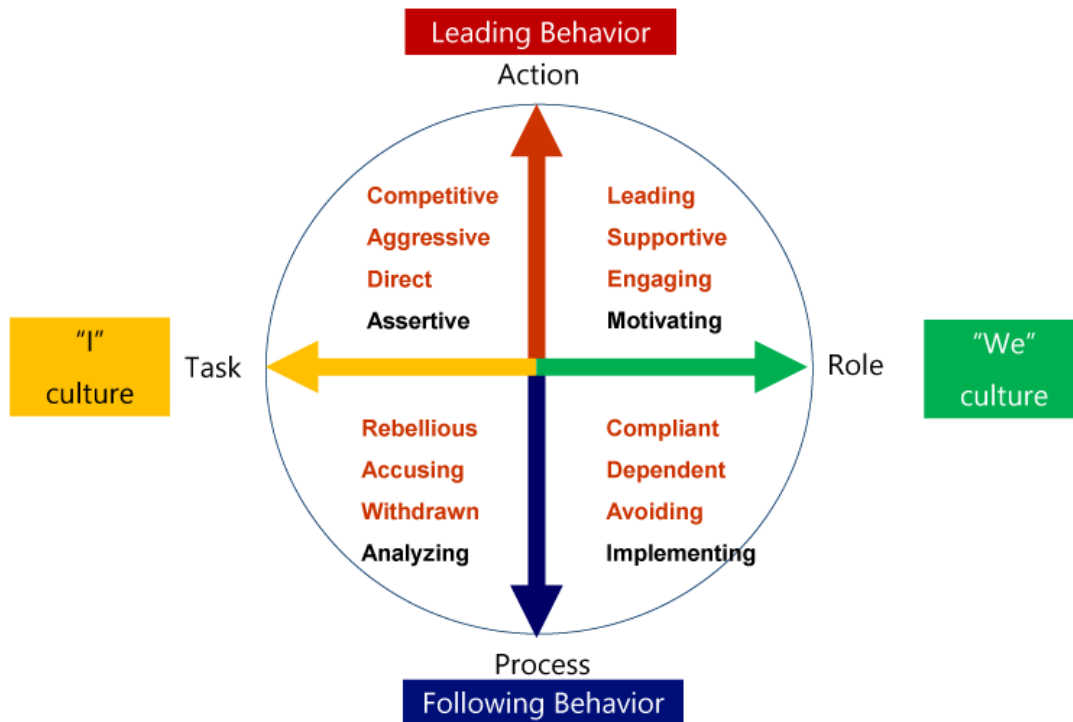 Leading Behavior
Action
Competitive
Aggressive
Direct
Assertive
Leading
Supportive
Engaging
Motivating
“I”
culture
Task
Role
“We”
culture
Rebellious
Accusing
Withdrawn
Analyzing
Compliant
Dependent
Avoiding
Implementing
Process
Following Behavior